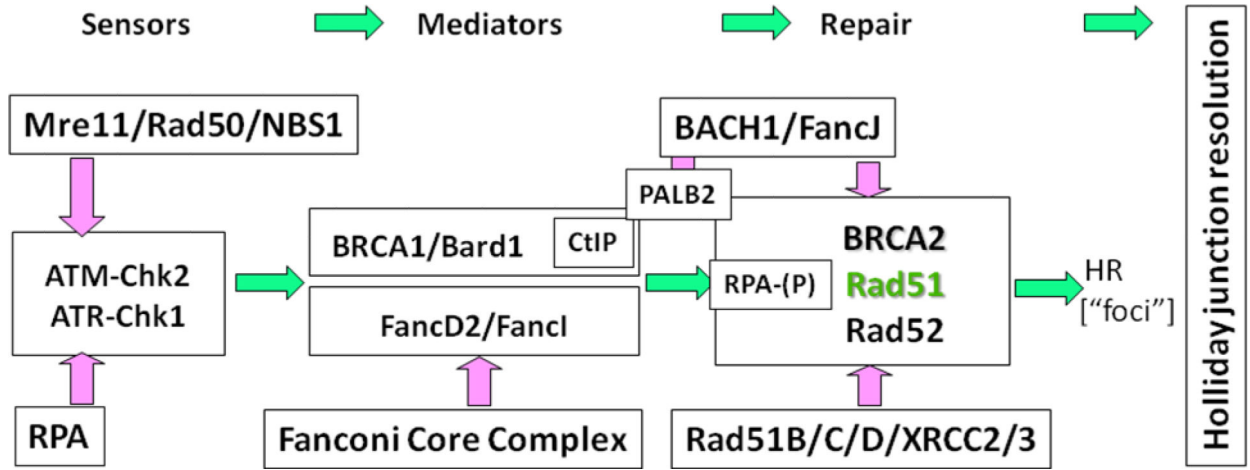 Sensors
Mediators
Repair
Mre11/Rad50/NBS1
BACH1/FancJ
PALB2
BRCA1/Bard1
CtIP
BRCA2
ATM-Chk2
ATR-Chk1
RPA-(P)
Rad51
HR
["foci"]
FancD2/FancI
Rad52
RPA
Fanconi Core Complex
Rad51B/C/D/XRCC2/3
Holliday junction resolution